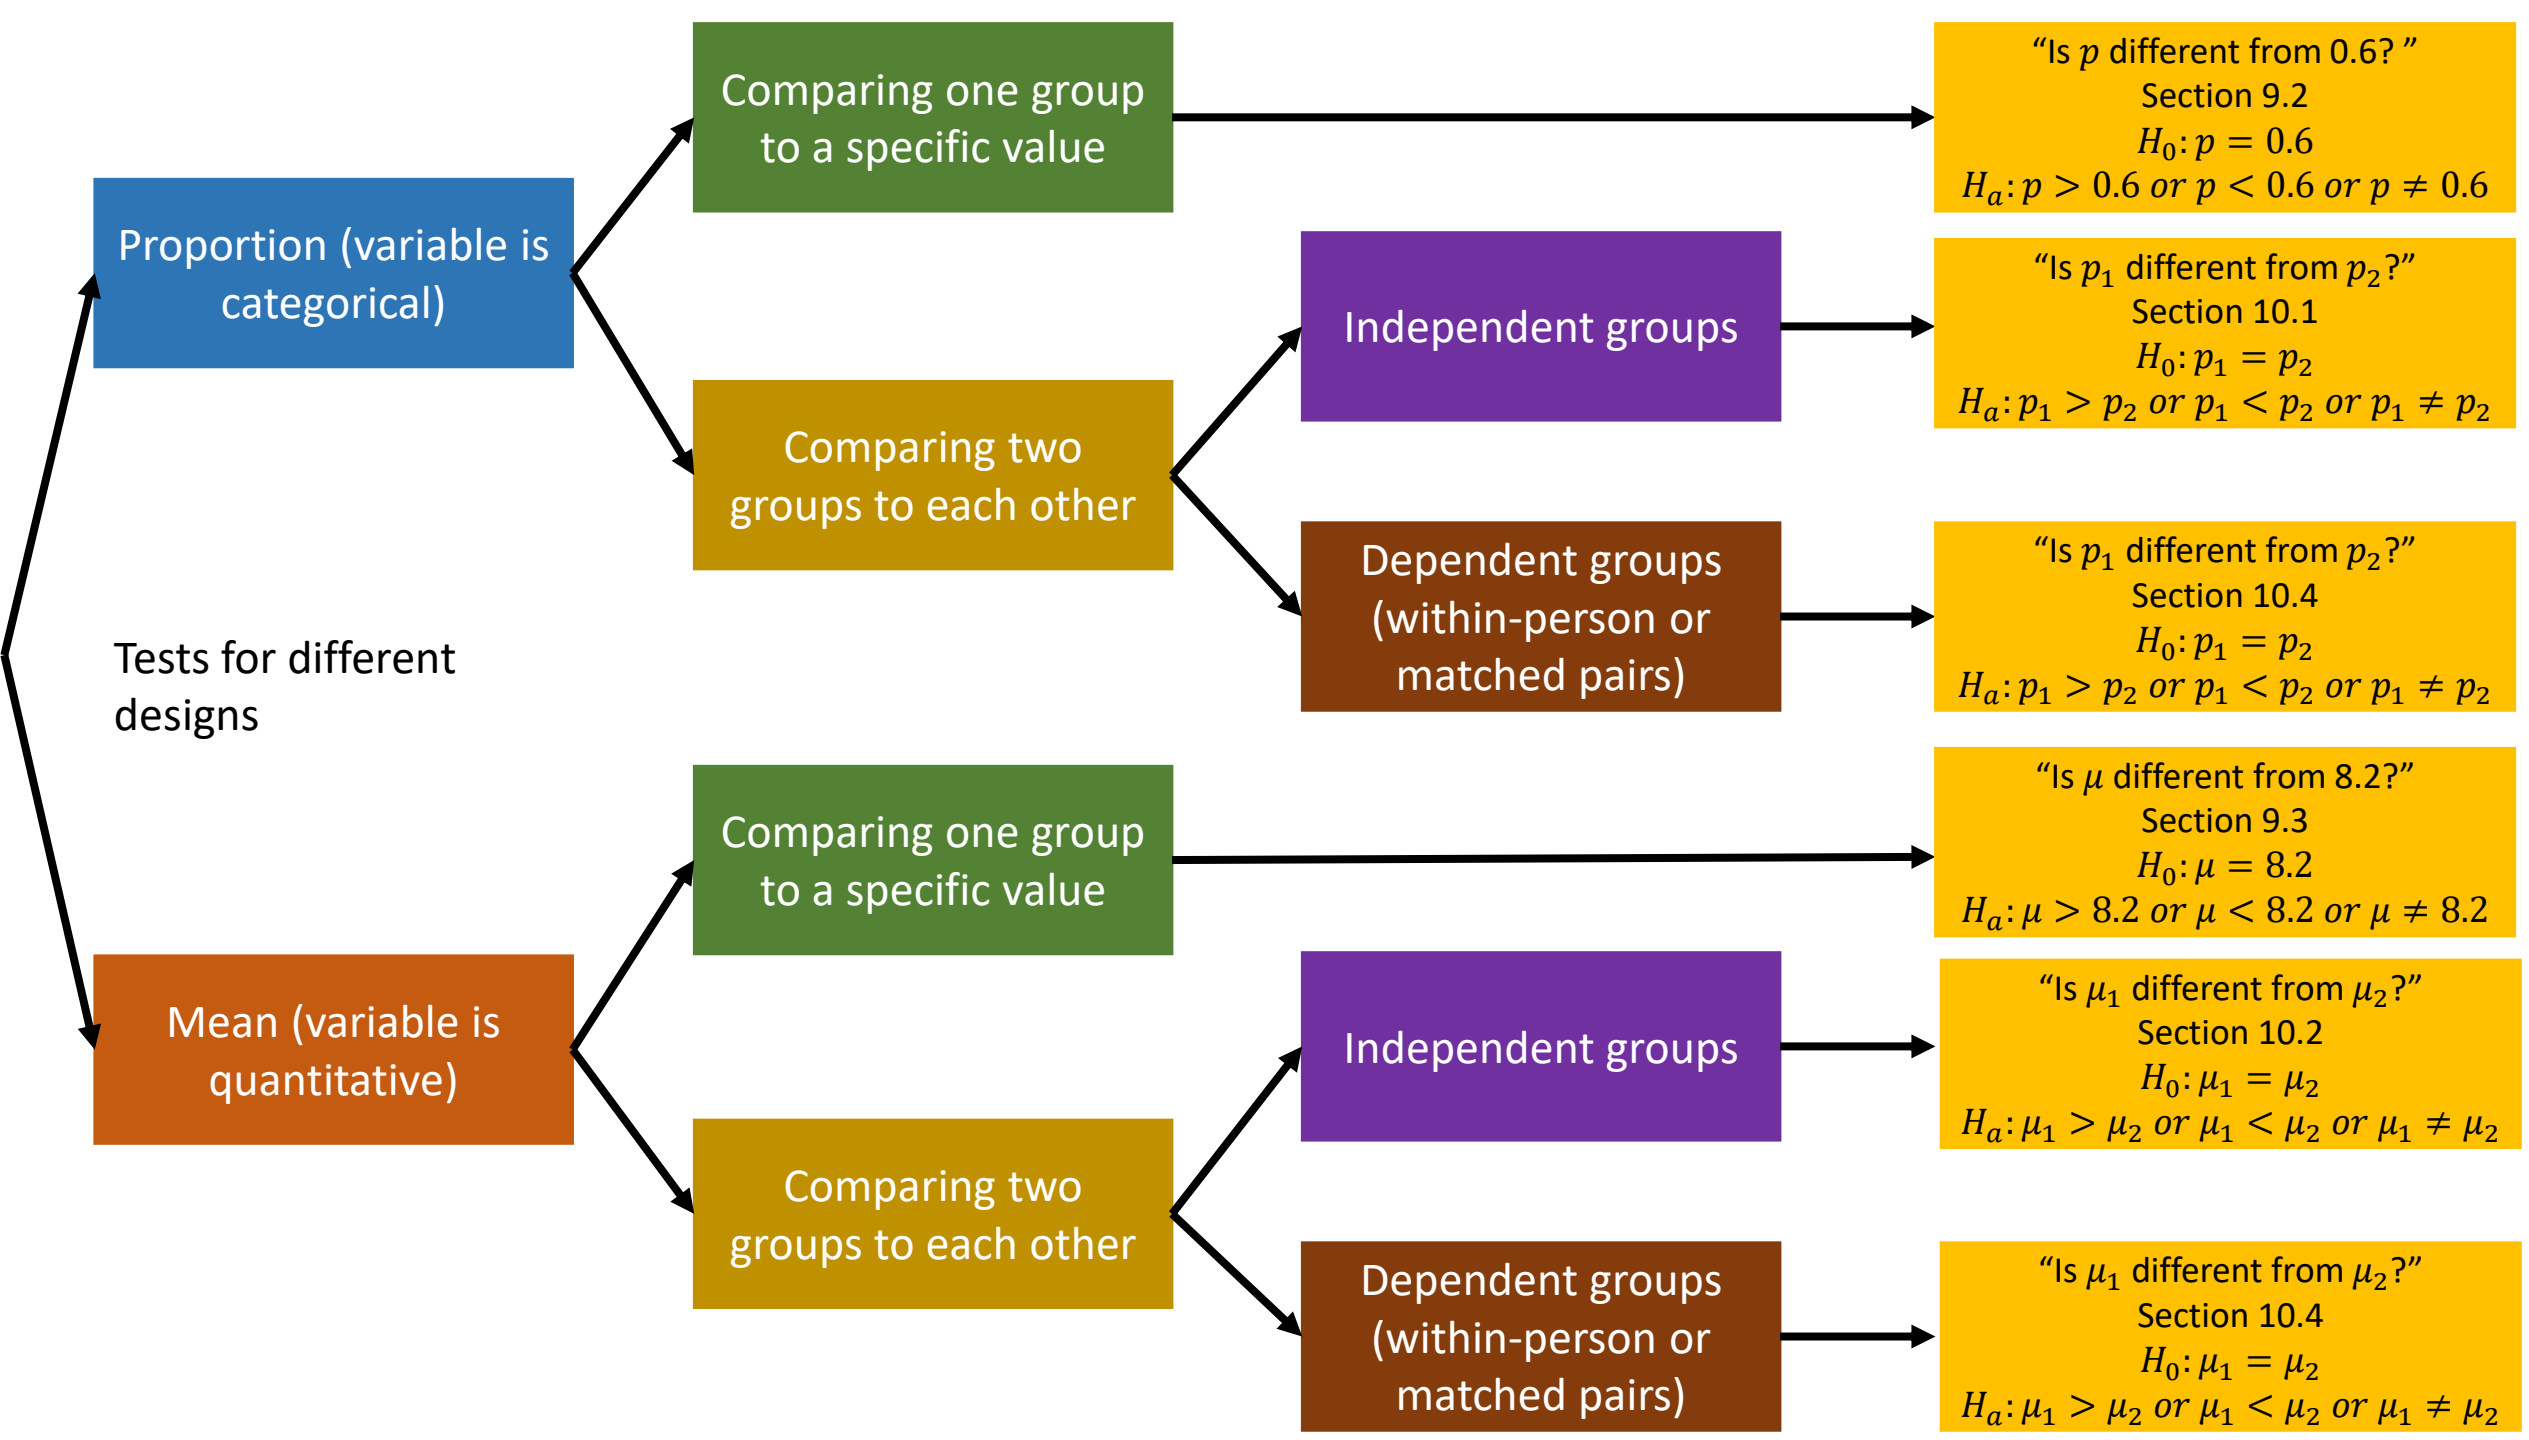 Comparing one group
to a specific value
"Is 𝑝 different from 0.6? "
Section 9.2
𝐻₀: 𝑝 = 0.6
𝐻ₐ: 𝑝 > 0.6 𝑜𝑟 𝑝 < 0.6 𝑜𝑟 𝑝 ≠ 0.6
Proportion (variable is
categorical)
Independent groups
"Is 𝑝₁ different from 𝑝₂?"
Section 10.1
𝐻₀: 𝑝₁ = 𝑝₂
𝐻ₐ: 𝑝₁ > 𝑝₂ 𝑜𝑟 𝑝₁ < 𝑝₂ 𝑜𝑟 𝑝₁ ≠ 𝑝₂
Comparing two
groups to each other
Dependent groups
(within-person or
matched pairs)
"Is 𝑝₁ different from 𝑝₂?"
Section 10.4
𝐻₀: 𝑝₁ = 𝑝₂
𝐻ₐ: 𝑝₁ > 𝑝₂ 𝑜𝑟 𝑝₁ < 𝑝₂ 𝑜𝑟 𝑝₁ ≠ 𝑝₂
Tests for different
designs
Comparing one group
to a specific value
"Is 𝜇 different from 8.2?"
Section 9.3
𝐻₀: 𝜇 = 8.2
𝐻ₐ: 𝜇 > 8.2 𝑜𝑟 𝜇 < 8.2 𝑜𝑟 𝜇 ≠ 8.2
Mean (variable is
quantitative)
Independent groups
"Is 𝜇₁ different from 𝜇₂?"
Section 10.2
𝐻₀: 𝜇₁ = 𝜇₂
𝐻ₐ: 𝜇₁ > 𝜇₂ 𝑜𝑟 𝜇₁ < 𝜇₂ 𝑜𝑟 𝜇₁ ≠ 𝜇₂
Comparing two
groups to each other
Dependent groups
(within-person or
matched pairs)
"Is 𝜇₁ different from 𝜇₂?"
Section 10.4
𝐻₀: 𝜇₁ = 𝜇₂
𝐻ₐ: 𝜇₁ > 𝜇₂ 𝑜𝑟 𝜇₁ < 𝜇₂ 𝑜𝑟 𝜇₁ ≠ 𝜇₂